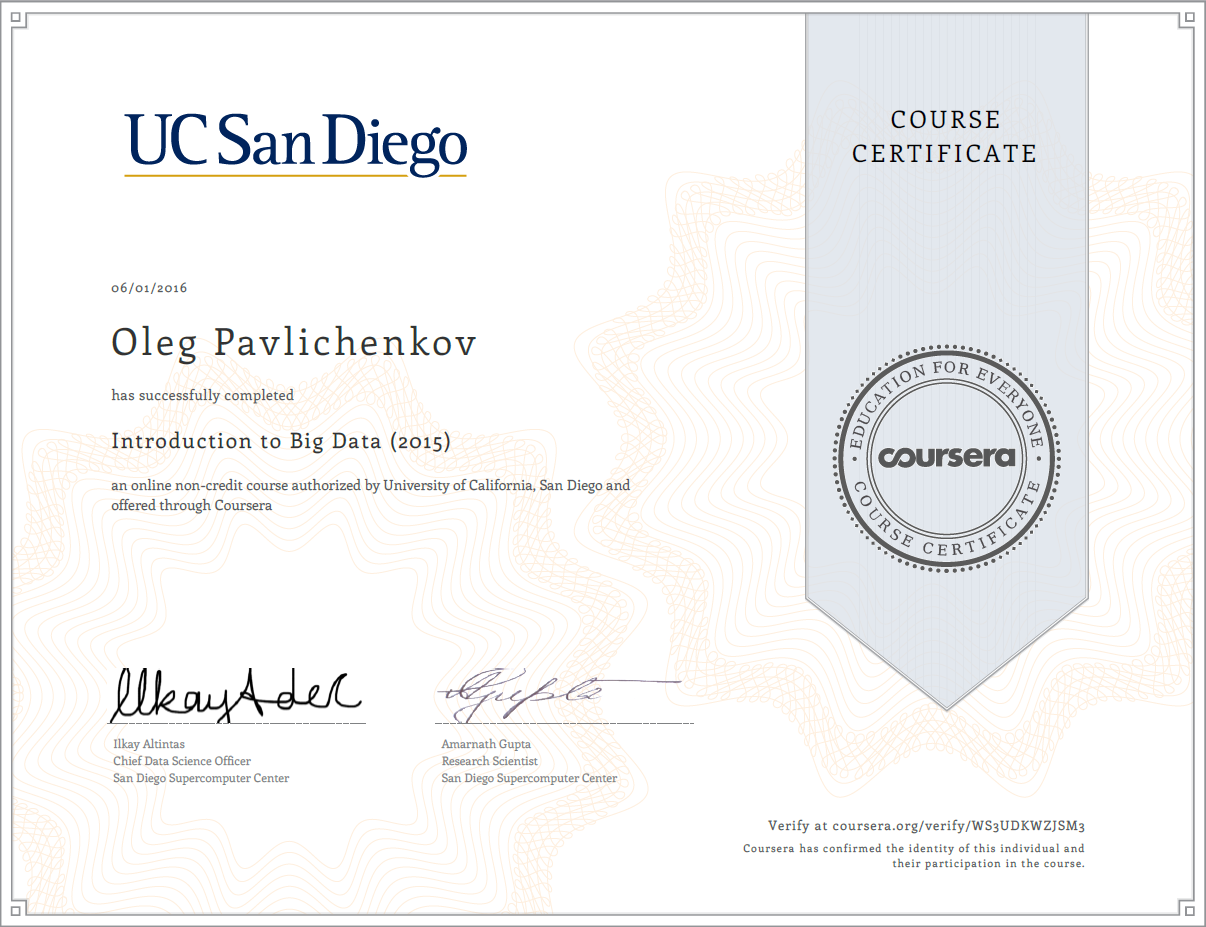 UC San Diego
COURSE
CERTIFICATE
06/01/2016
Oleg Pavlichenkov
has successfully completed
Introduction to Big Data (2015)
an online non-credit course authorized by University of California, San Diego and
offered through Coursera
EDUCATION FOR EVERYONE
coursera
COURSE CERTIFICATE
Ilkay Altintas
Chief Data Science Officer
San Diego Supercomputer Center
Amarnath Gupta
Research Scientist
San Diego Supercomputer Center
Verify at coursera.org/verify/WS3UDKWZJSM3
Coursera has confirmed the identity of this individual and
their participation in the course.